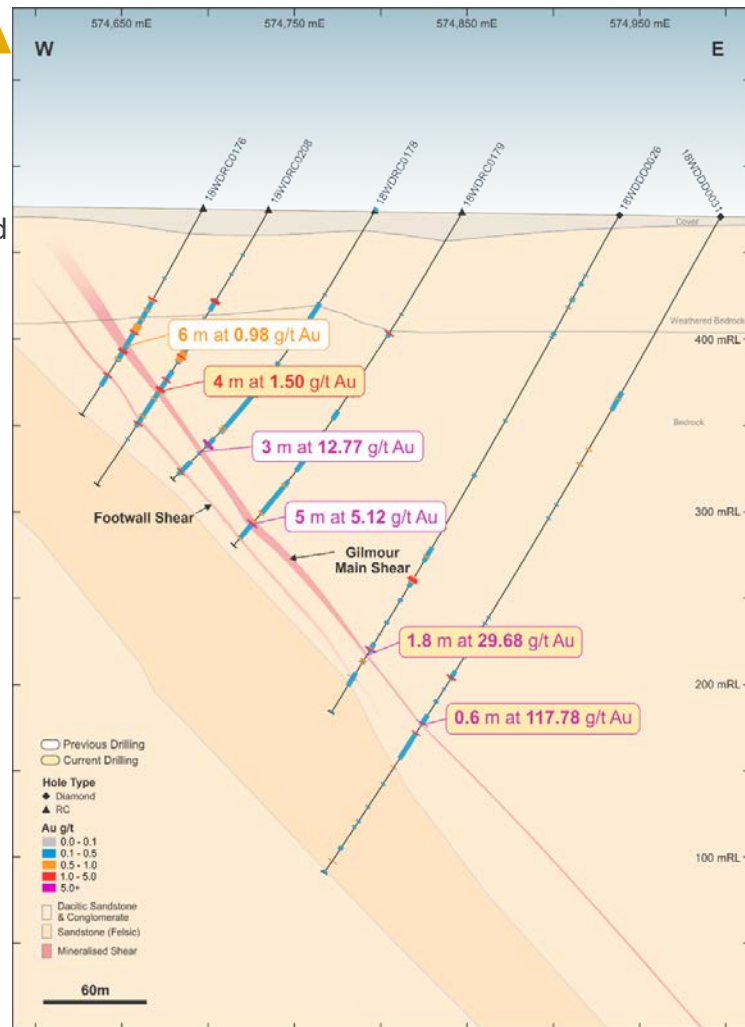 574,650 mE
574,750 mE
574,850 mE
574,950 mE
W
E
18WDRC0176
18WDRC0208
18WDRC0178
18WDRC0179
18WDDD0026
18WDDD0031
d
Cover
Weathered Bedrock
400 mRL
6 m at 0.98 g/t Au
4 m at 1.50 g/t Au
Bedrock
3 m at 12.77 g/t Au
Footwall Shear
5 m at 5.12 g/t Au
300 mRL
Gilmour
Main Shear
1.8 m at 29.68 g/t Au
200 mRL
0.6 m at 117.78 g/t Au
Previous Drilling
Current Drilling
Hole Type
Diamond
RC
Au g/t
0.0 - 0.1
0.1 - 0.5
0.5 - 1.0
1.0 - 5.0
5.0+
100 mRL
Dacitic Sandstone
& Conglomerate
Sandstone (Felsic)
Mineralised Shear
60m